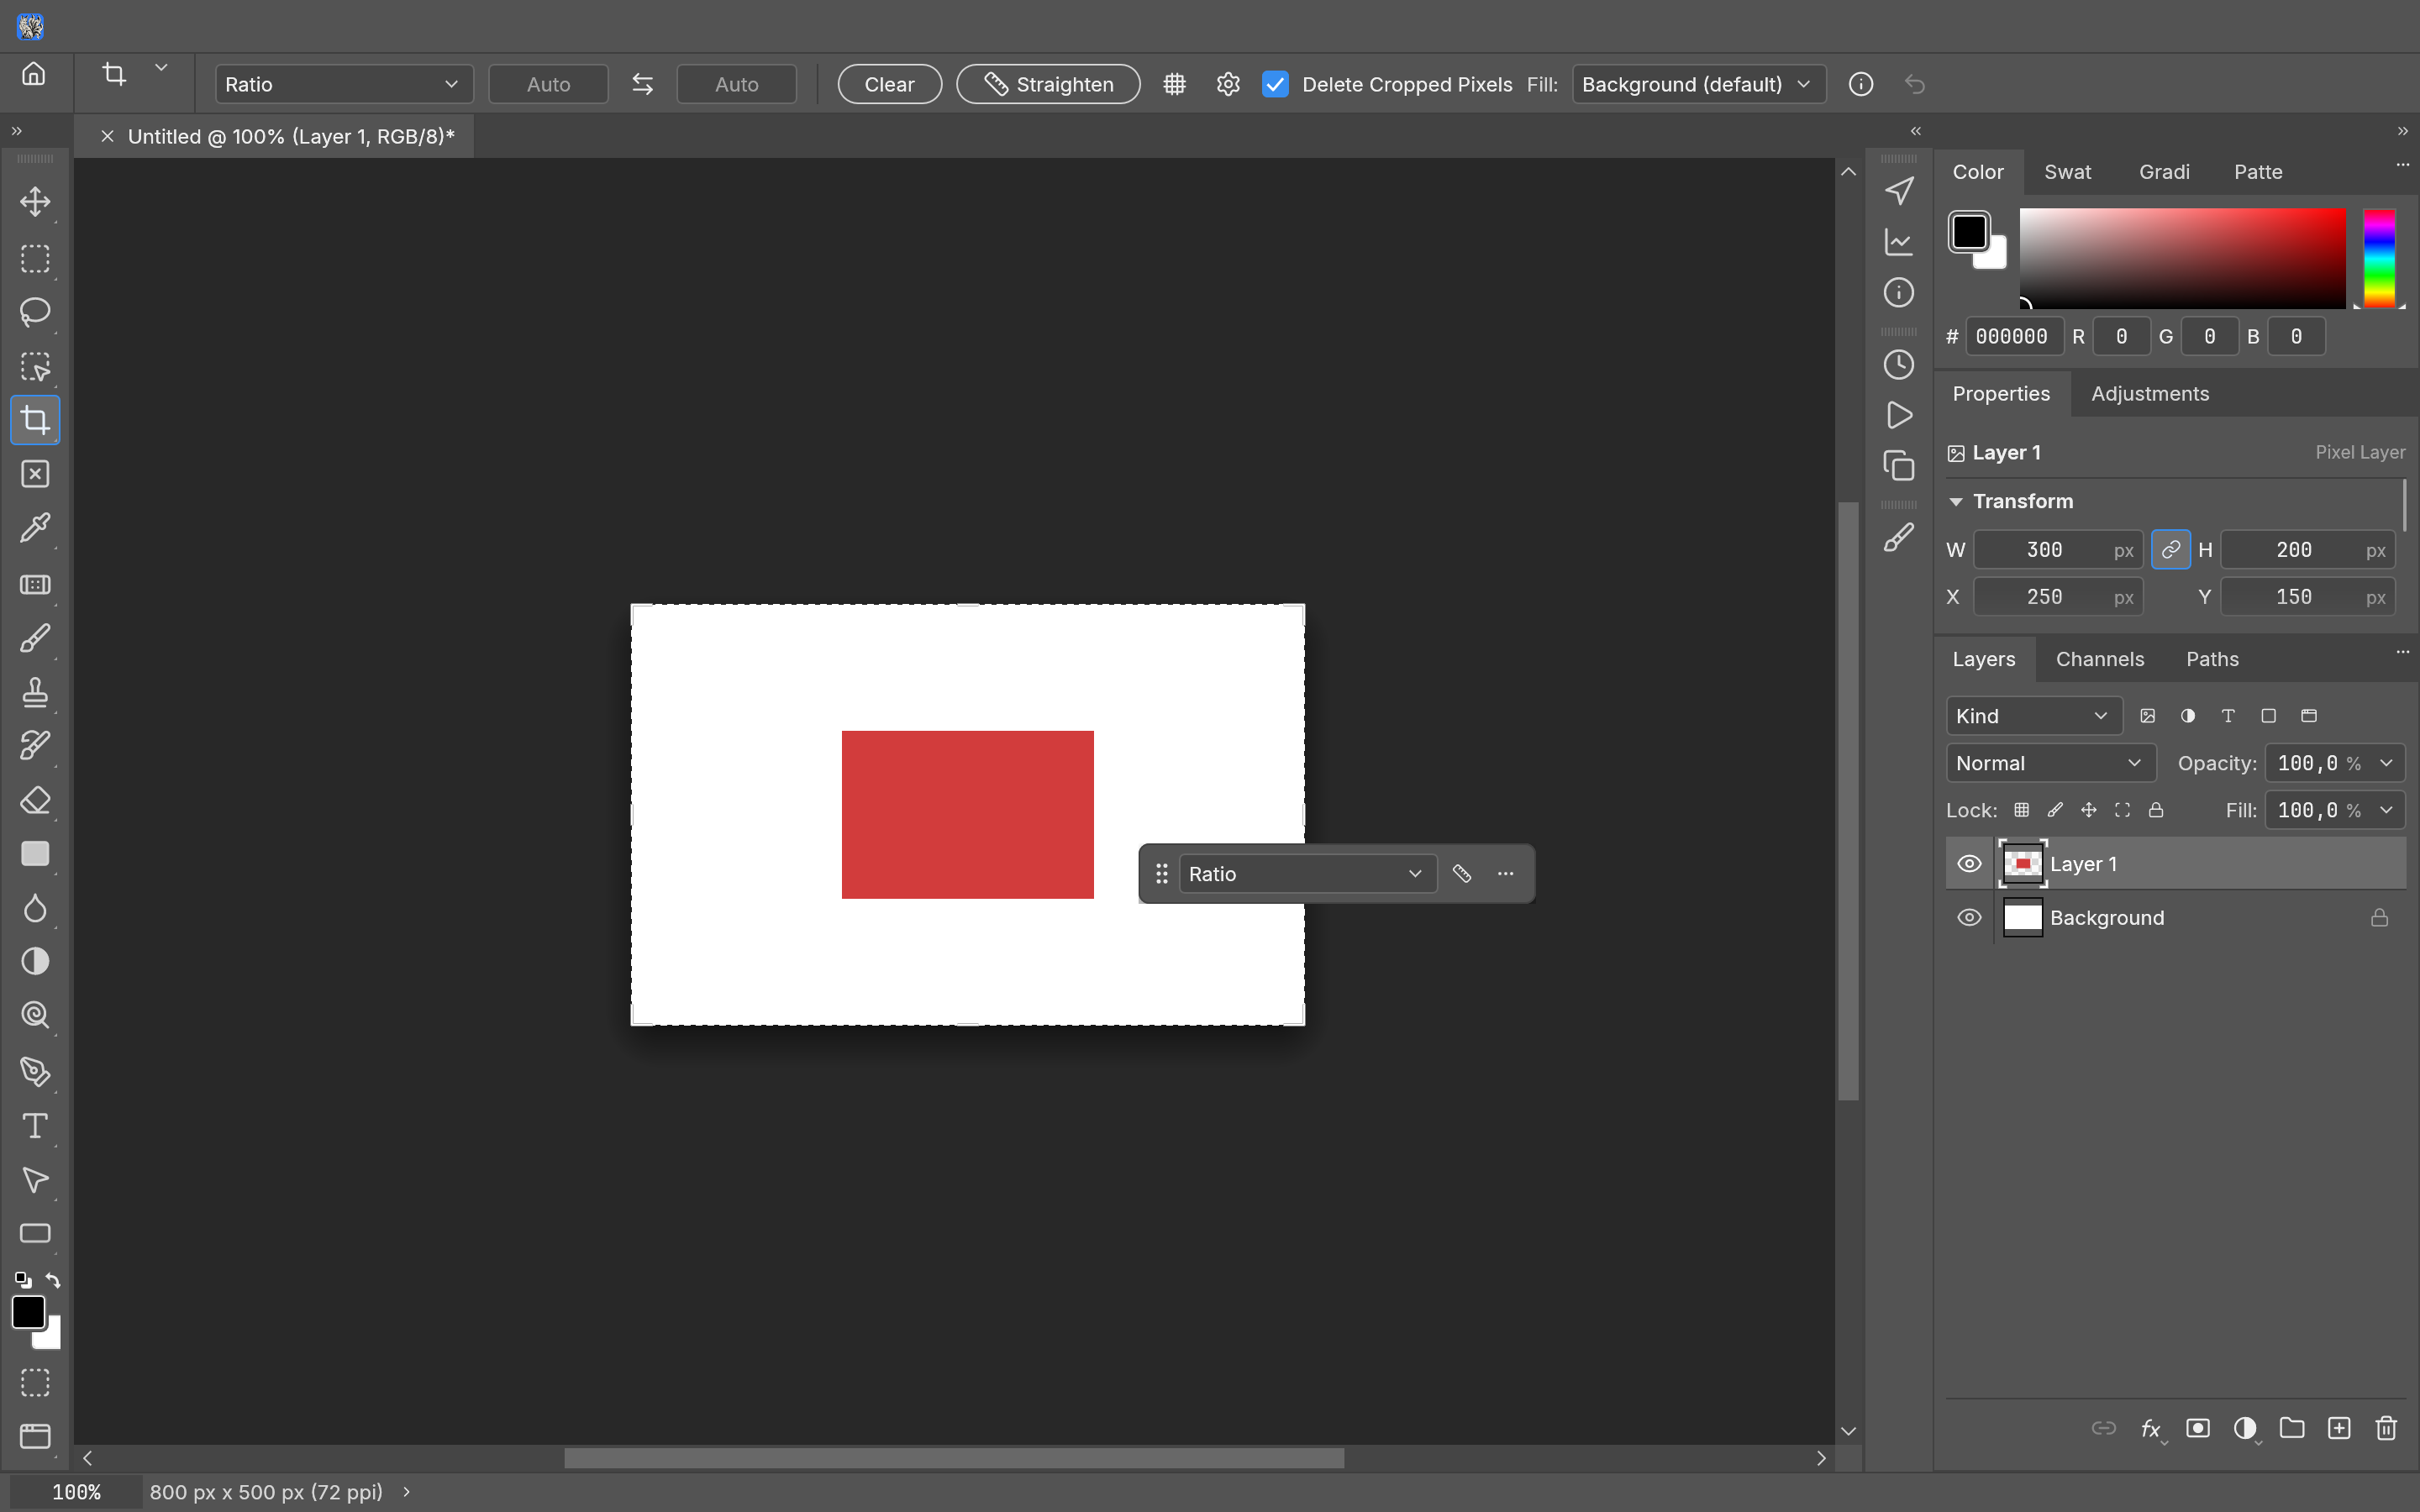 Ratio Auto Auto Clear Straighten Delete Cropped Pixels Fill: Background (default)
Untitled @ 100% (Layer 1, RGB/8)*
Color Swat Gradi Patte
# 000000 R 0 G 0 B 0
Properties Adjustments
Layer 1 Pixel Layer
Transform
W 300 px H 200 px
X 250 px Y 150 px
Layers Channels Paths
Kind
Normal Opacity: 100,0 %
Lock: Fill: 100,0 %
Layer 1
Ratio
Background
100% 800 px x 500 px (72 ppi)